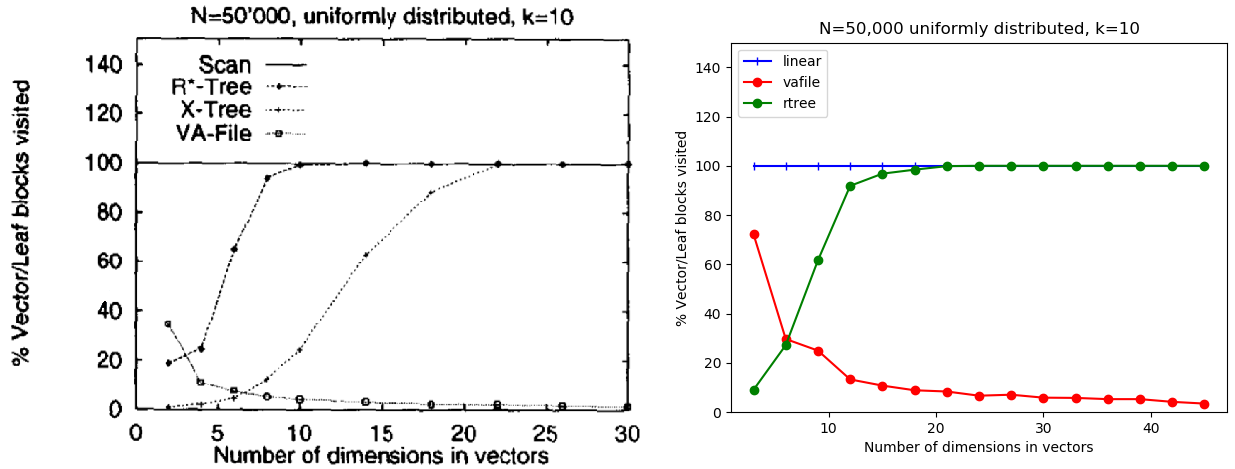 N=50'000, uniformly distributed, k=10
% Vector/Leaf blocks visited
140
120
100
80
60
40
20
0
Scan
R*-Tree
X-Tree
VA-File
0 5 10 15 20 25 30
Number of dimensions in vectors
N=50,000 uniformly distributed, k=10
% Vector/Leaf blocks visited
140
120
100
80
60
40
20
0
linear
vafile
rtree
10 20 30 40
Number of dimensions in vectors